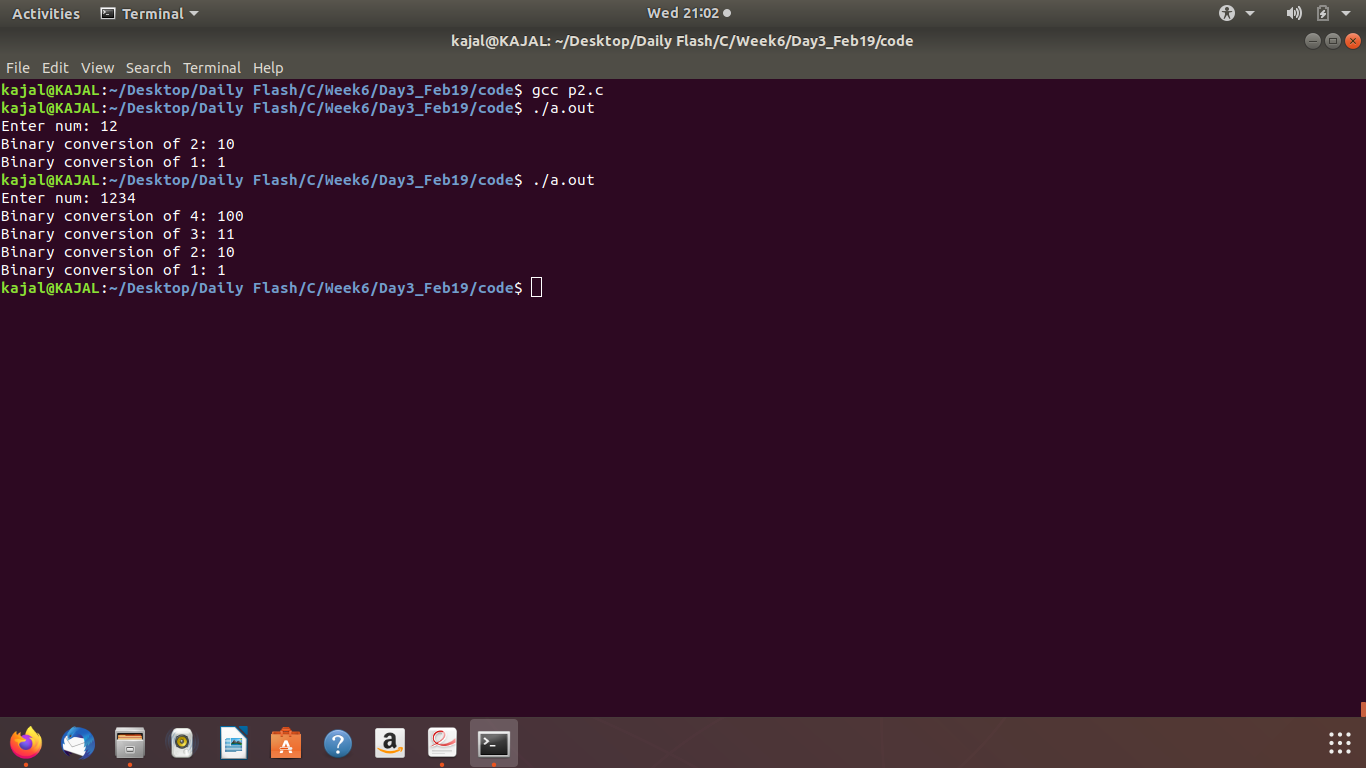 Activities Terminal Wed 21:02
kajal@KAJAL: ~/Desktop/Daily Flash/C/Week6/Day3_Feb19/code
File Edit View Search Terminal Help
kajal@KAJAL:~/Desktop/Daily Flash/C/Week6/Day3_Feb19/code$ gcc p2.c
kajal@KAJAL:~/Desktop/Daily Flash/C/Week6/Day3_Feb19/code$ ./a.out
Enter num: 12
Binary conversion of 2: 10
Binary conversion of 1: 1
kajal@KAJAL:~/Desktop/Daily Flash/C/Week6/Day3_Feb19/code$ ./a.out
Enter num: 1234
Binary conversion of 4: 100
Binary conversion of 3: 11
Binary conversion of 2: 10
Binary conversion of 1: 1
kajal@KAJAL:~/Desktop/Daily Flash/C/Week6/Day3_Feb19/code$